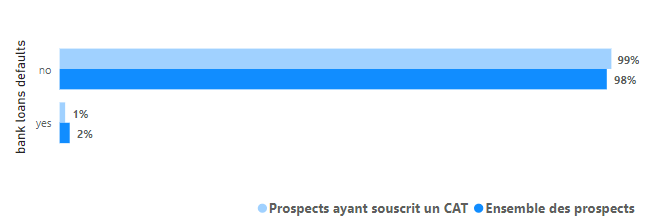 bank loans defaults
no
99%
98%
yes
1%
2%
Prospects ayant souscrit un CAT Ensemble des prospects